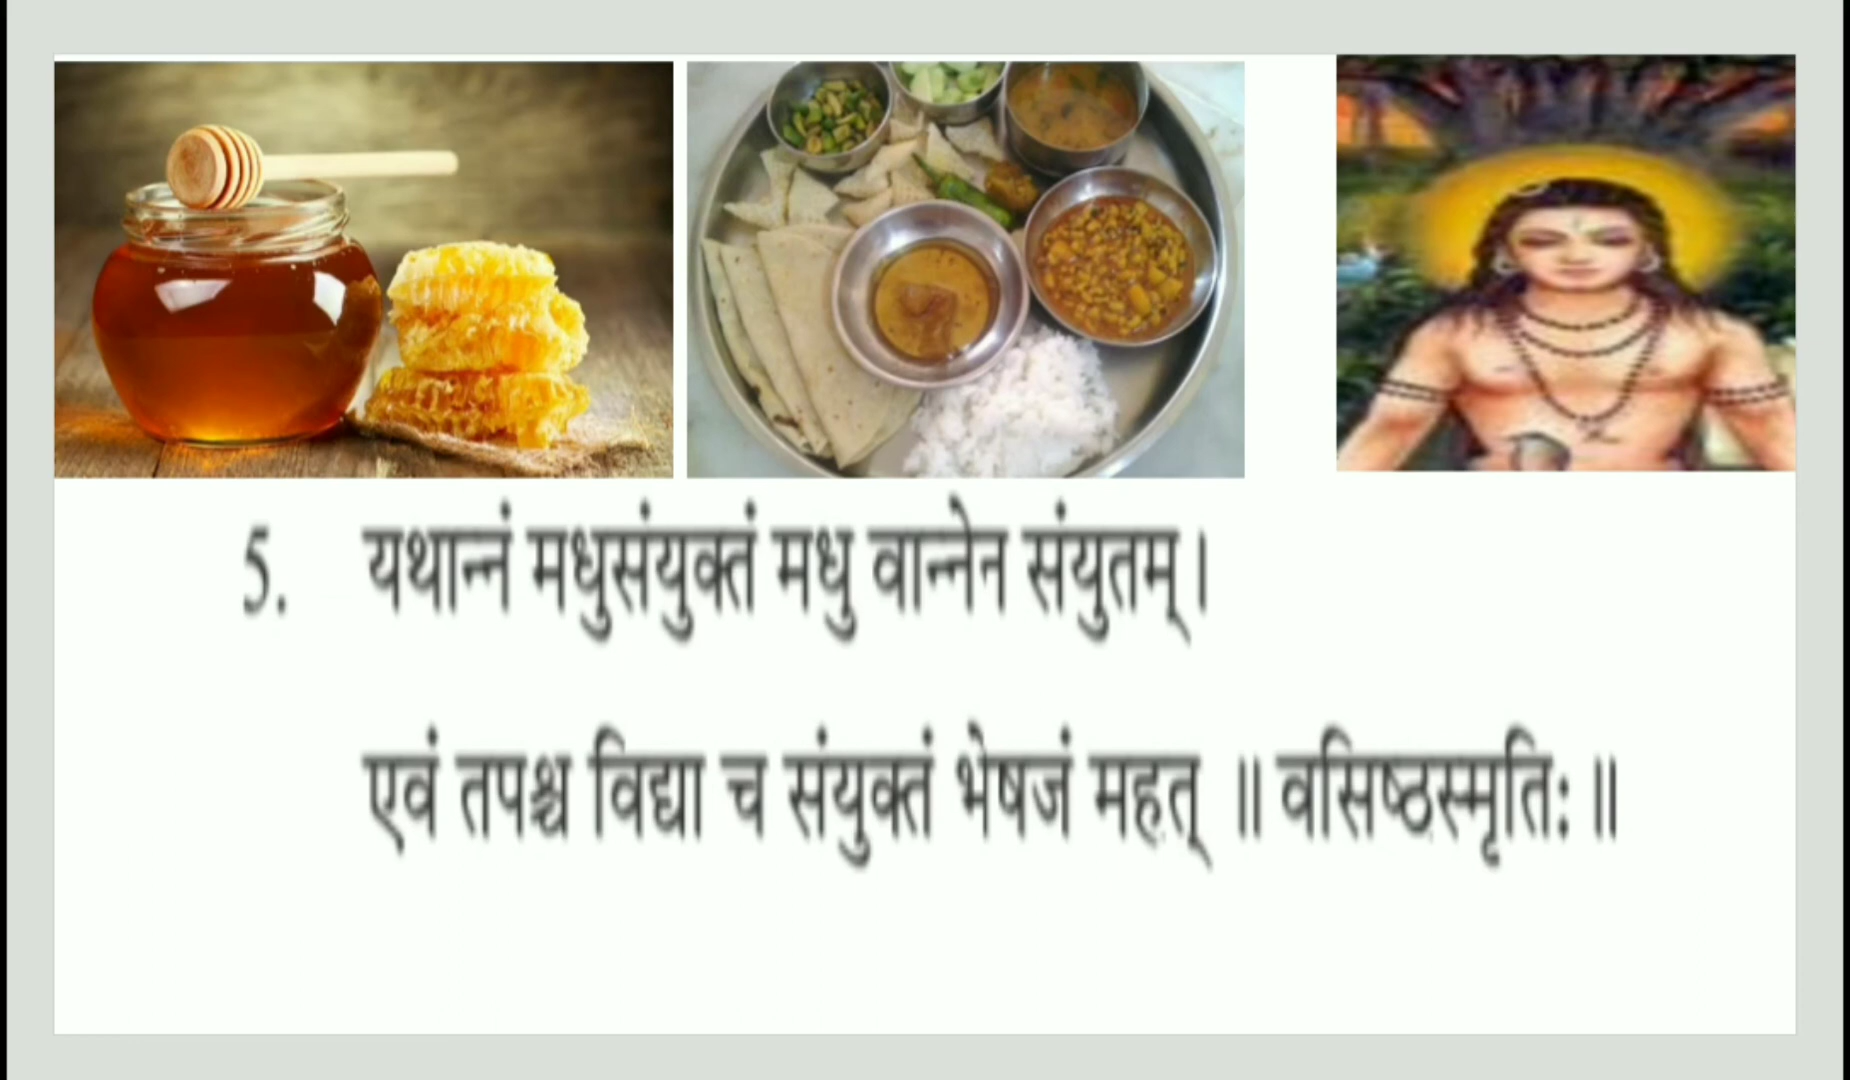 5. यथान्नं मधुसंयुक्तं मधु वान्नेन संयुतम्।
एवं तपश्च विद्या च संयुक्तं भेषजं महत् ॥ वसिष्ठस्मृतिः ॥